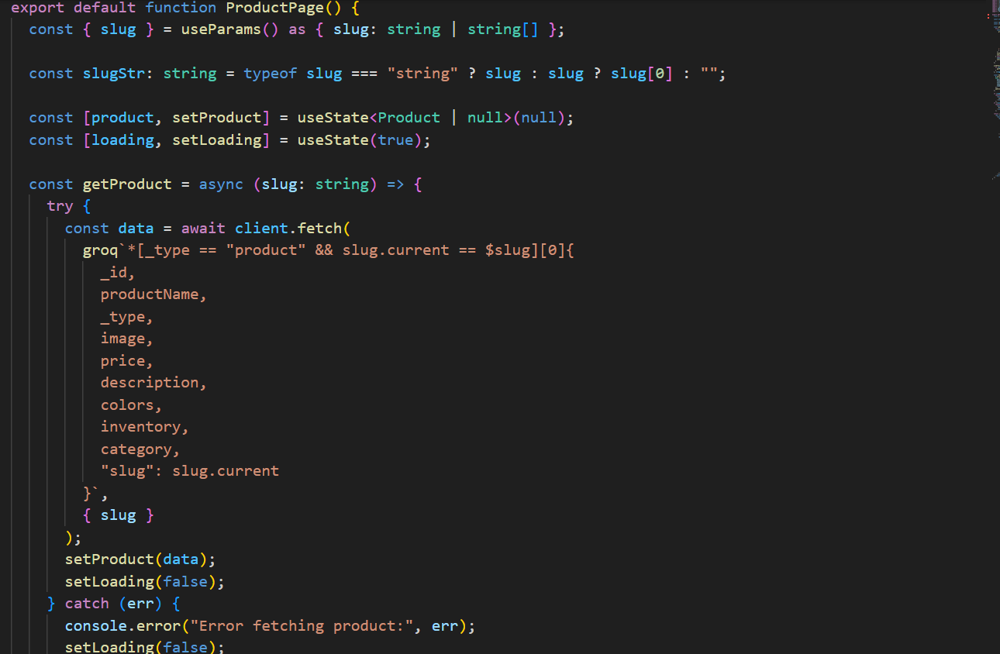 export default function ProductPage() {
const { slug } = useParams() as { slug: string | string[] };
const slugStr: string = typeof slug === "string" ? slug : slug ? slug[0] : "";
const [product, setProduct] = useState<Product | null>(null);
const [loading, setLoading] = useState(true);
const getProduct = async (slug: string) => {
try {
const data = await client.fetch(
groq`*[_type == "product" && slug.current == $slug][0]{
_id,
productName,
_type,
image,
price,
description,
colors,
inventory,
category,
"slug": slug.current
}`,
{ slug }
);
setProduct(data);
setLoading(false);
} catch (err) {
console.error("Error fetching product:", err);
setLoading(false);